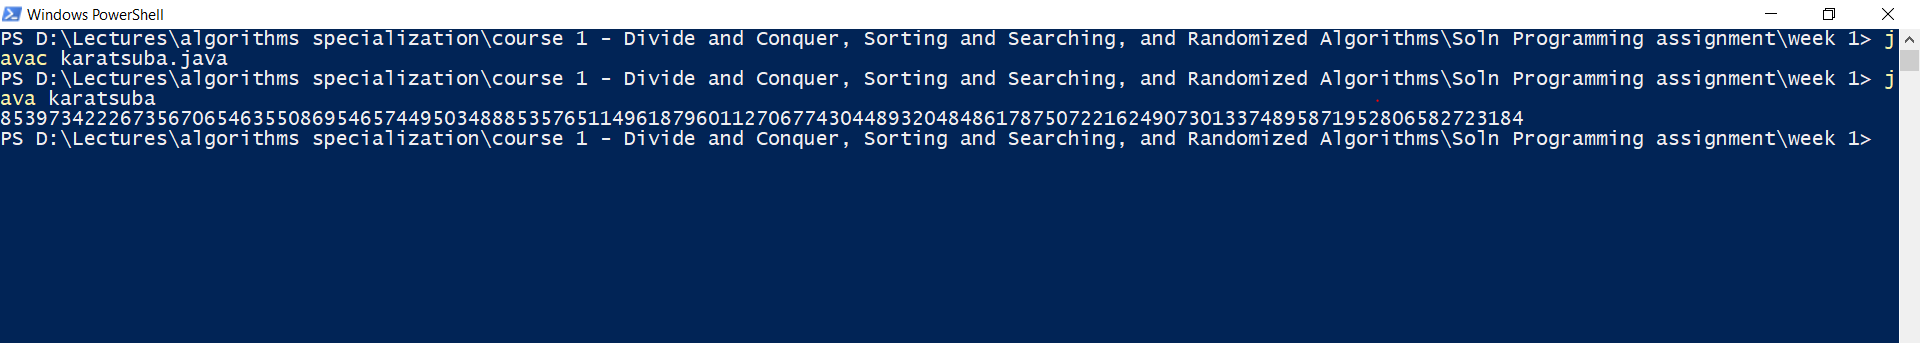 Windows PowerShell
PS D:\Lectures\algorithms specialization\course 1 - Divide and Conquer, Sorting and Searching, and Randomized Algorithms\Soln Programming assignment\week 1> j
avac karatsuba.java
PS D:\Lectures\algorithms specialization\course 1 - Divide and Conquer, Sorting and Searching, and Randomized Algorithms\Soln Programming assignment\week 1> j
ava karatsuba
8539734222673567065463550869546574495034888535765114961879601127067743044893204848617875072216249073013374895871952806582723184
PS D:\Lectures\algorithms specialization\course 1 - Divide and Conquer, Sorting and Searching, and Randomized Algorithms\Soln Programming assignment\week 1>